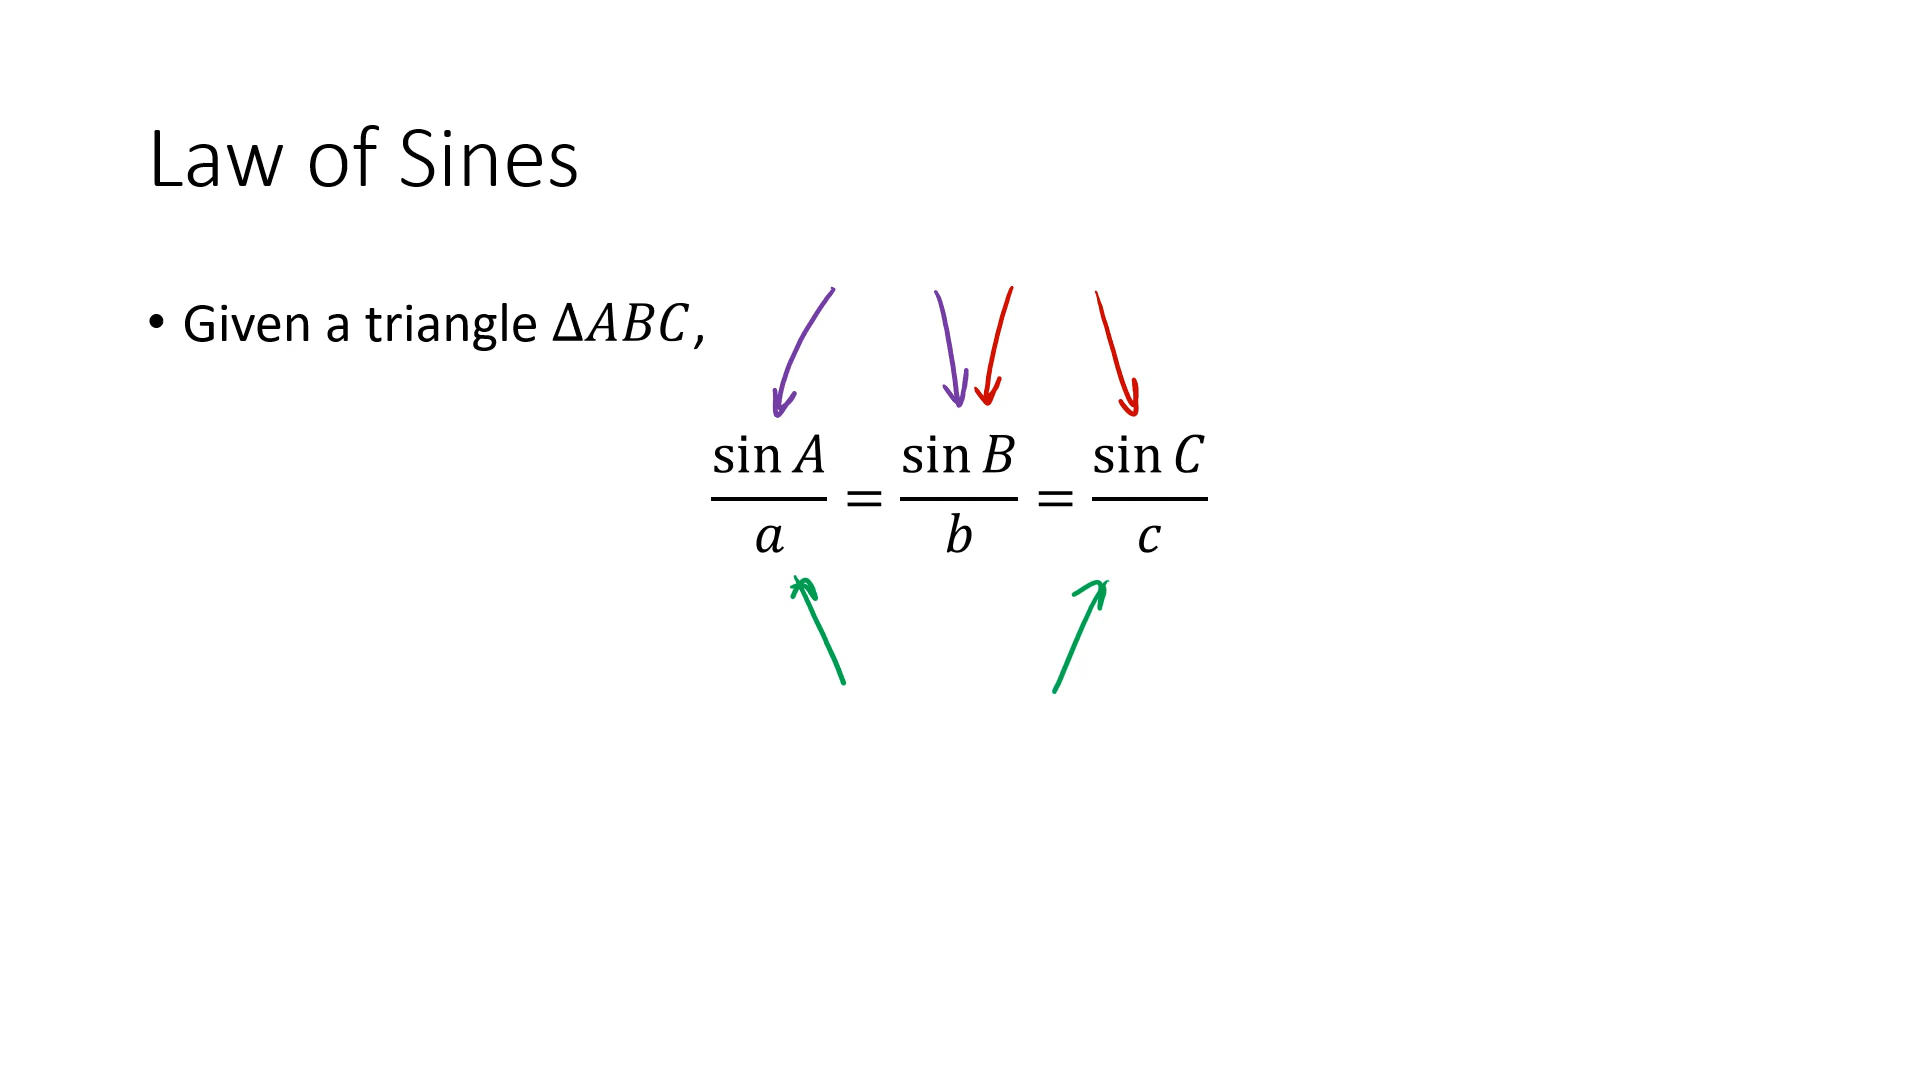 Law of Sines
• Given a triangle Δ𝐴𝐵𝐶,
sin 𝐴 / 𝑎 = sin 𝐵 / 𝑏 = sin 𝐶 / 𝑐